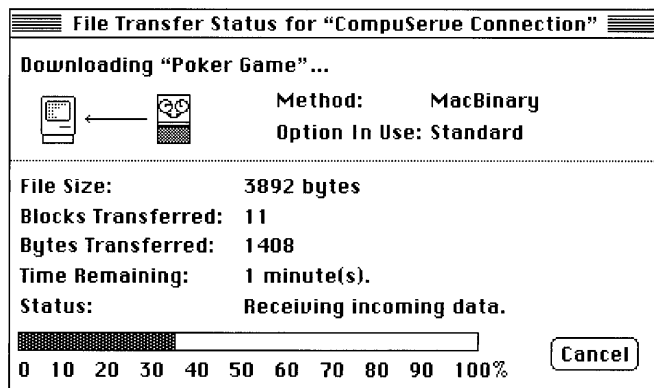 File Transfer Status for “CompuServe Connection”
Downloading “Poker Game”...
Method: MacBinary
Option In Use: Standard
File Size: 3892 bytes
Blocks Transferred: 11
Bytes Transferred: 1408
Time Remaining: 1 minute(s).
Status: Receiving incoming data.
0 10 20 30 40 50 60 70 80 90 100%
Cancel